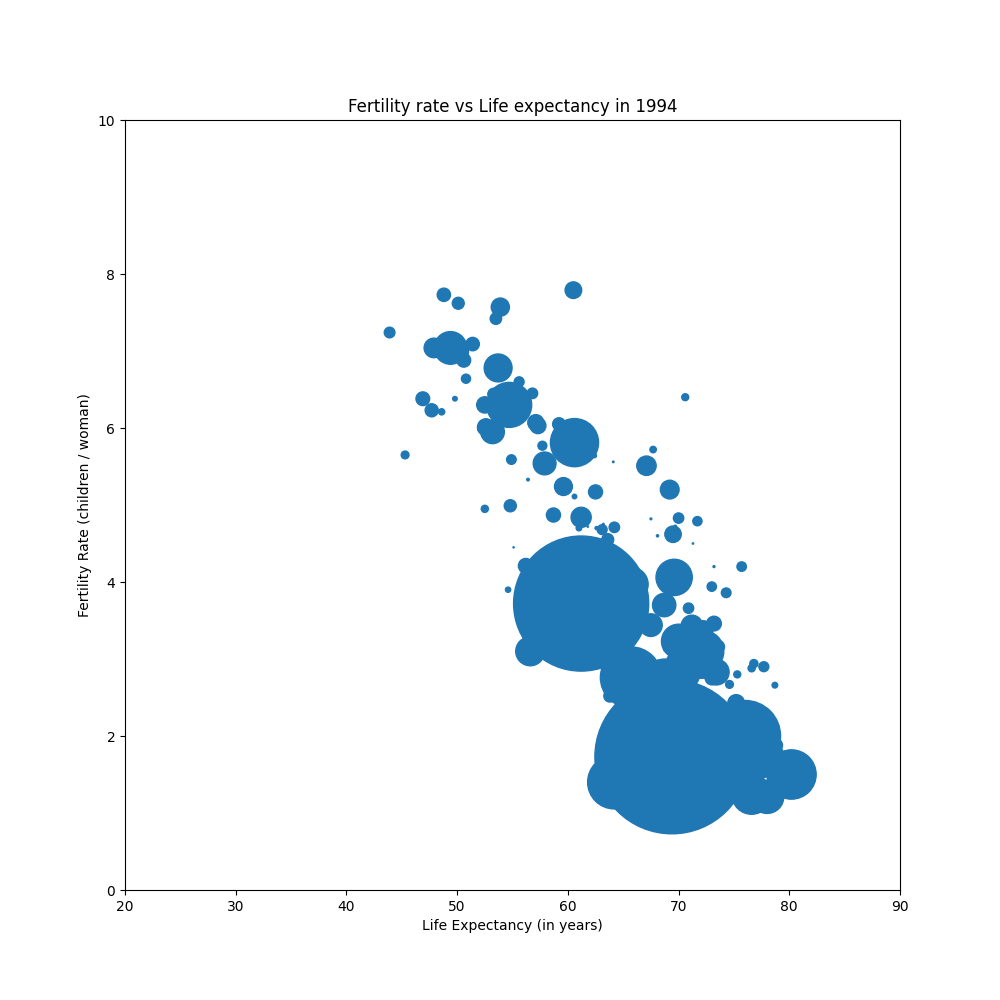 Fertility rate vs Life expectancy in 1994
10
8
6
4
2
0
Fertility Rate (children / woman)
20 30 40 50 60 70 80 90
Life Expectancy (in years)